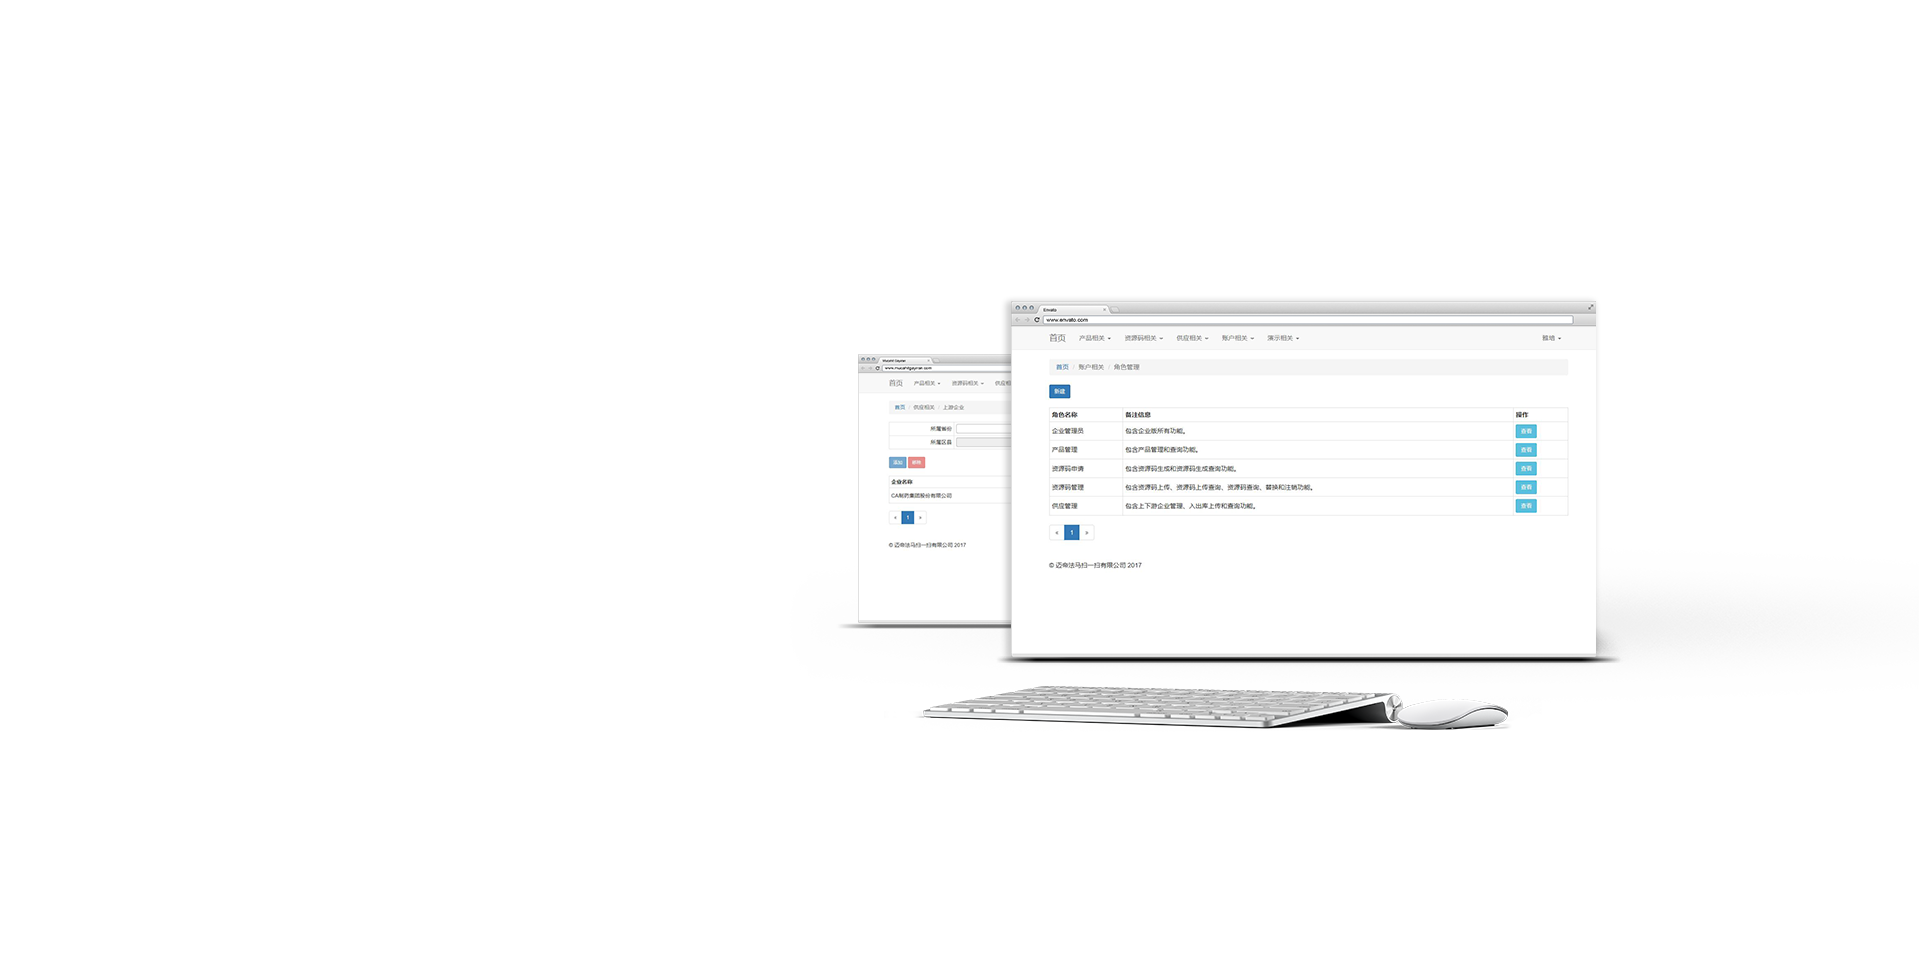 Envato
www.envato.com
首页 产品相关 资源码相关 供应相关 账户相关 演示相关 雅培
首页 / 账户相关 / 角色管理
新建
角色名称 备注信息 操作
企业管理员 包含企业版所有功能。 查看
产品管理 包含产品管理和查询功能。 查看
资源码申请 包含资源码生成和资源码生成查询功能。 查看
资源码管理 包含资源码上传、资源码上传查询、资源码查询、替换和注销功能。 查看
供应管理 包含上下游企业管理、入出库上传和查询功能。 查看
« 1 »
© 迈命法马扫一扫有限公司 2017
首页 产品相关 资源码相关 供应相
首页 / 供应相关 / 上游企业
所属省份
所属区县
添加 删除
企业名称
CA制药集团股份有限公司
« 1 »
© 迈命法马扫一扫有限公司 2017